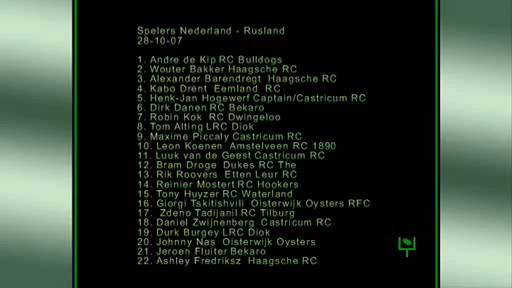 Spelers Nederland - Rusland
28-10-07
1. Andre de Kip RC Bulldogs
2. Wouter Bakker Haagsche RC
3. Alexander Barendregt Haagsche RC
4. Kabo Drent Eemland RC
5. Henk-Jan Hogewerf Captain/Castricum RC
6. Dirk Danen RC Bekaro
7. Robin Kok RC Dwingeloo
8. Tom Alting LRC Diok
9. Maxime Piccaly Castricum RC
10. Leon Koenen Amstelveen RC 1890
11. Luuk van de Geest Castricum RC
12. Bram Droge Dukes RC The
13. Rik Roovers Etten Leur RC
14. Reinier Mostert RC Hookers
15. Tony Huyzer RC Waterland
16. Giorgi Tskitishvili Oisterwijk Oysters RFC
17. Zdeno Tadijanil RC Tilburg
18. Daniel Zwijnenberg Castricum RC
19. Durk Burgey LRC Diok
20. Johnny Nas Oisterwijk Oysters
21. Jeroen Fluiter Bekaro
22. Ashley Fredriksz Haagsche RC